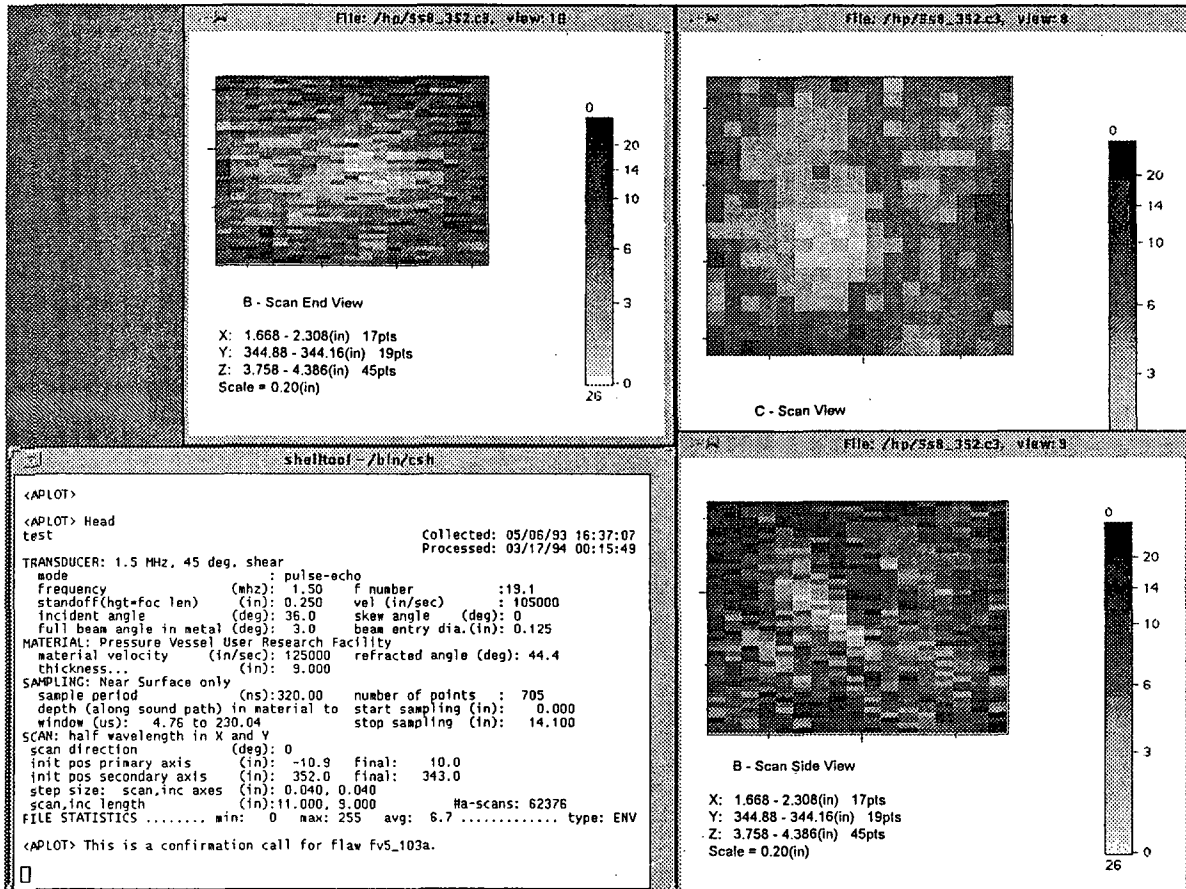 File: /hp/5s8_352.c3, view:10
0
20
14
10
6
3
0
26
B - Scan End View
X: 1.668 - 2.308(in) 17pts
Y: 344.88 - 344.16(in) 19pts
Z: 3.758 - 4.386(in) 45pts
Scale = 0.20(in)
File: /hp/5s8_352.c3, view:8
0
20
14
10
6
3
C - Scan View
shelltool - /bin/csh
<APLOT>
<APLOT> Head
test Collected: 05/06/93 16:37:07
Processed: 03/17/94 00:15:49
TRANSDUCER: 1.5 MHz, 45 deg, shear
mode : pulse-echo
frequency (mhz): 1.50 f number :19.1
standoff(hgt=foc len) (in): 0.250 vel (in/sec) : 105000
incident angle (deg): 36.0 skew angle (deg): 0
full beam angle in metal (deg): 3.0 beam entry dia.(in): 0.125
MATERIAL: Pressure Vessel User Research Facility
material velocity (in/sec): 125000 refracted angle (deg): 44.4
thickness... (in): 9.000
SAMPLING: Near Surface only
sample period (ns):320.00 number of points : 705
depth (along sound path) in material to start sampling (in): 0.000
window (us): 4.76 to 230.04 stop sampling (in): 14.100
SCAN: half wavelength in X and Y
scan direction (deg): 0
init pos primary axis (in): -10.9 final: 10.0
init pos secondary axis (in): 352.0 final: 343.0
step size: scan,inc axes (in): 0.040, 0.040
scan,inc length (in):11.000, 9.000 #a-scans: 62376
FILE STATISTICS ........ min: 0 max: 255 avg: 6.7 ............. type: ENV
<APLOT> This is a confirmation call for flaw fv5_103a.
File: /hp/5s8_352.c3, view:9
0
20
14
10
6
3
0
26
B - Scan Side View
X: 1.668 - 2.308(in) 17pts
Y: 344.88 - 344.16(in) 19pts
Z: 3.758 - 4.386(in) 45pts
Scale = 0.20(in)